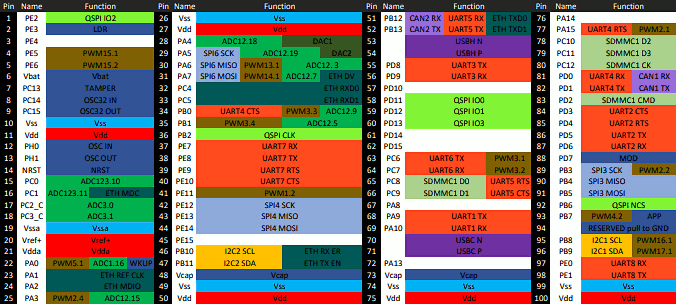 Pin Name Function
1 PE2 QSPI IO2
2 PE3 LDR
3 PE4
4 PE5 PWM15.1
5 PE6 PWM15.2
6 Vbat Vbat
7 PC13 TAMPER
8 PC14 OSC32 IN
9 PC15 OSC32 OUT
10 Vss Vss
11 Vdd Vdd
12 PH0 OSC IN
13 PH1 OSC OUT
14 NRST NRST
15 PC0 ADC123.10
16 PC1 ADC123.11 ETH MDC
17 PC2_C ADC3.0
18 PC3_C ADC3.1
19 Vssa Vssa
20 Vref+ Vref+
21 Vdda Vdda
22 PA0 PWM5.1 ADC1.16 WKUP
23 PA1 ETH REF CLK
24 PA2 ETH MDIO
25 PA3 PWM2.4 ADC12.15
Pin Name Function
26 Vss Vss
27 Vdd Vdd
28 PA4 ADC12.18 DAC1
29 PA5 SPI6 SCK ADC12.19 DAC2
30 PA6 SPI6 MISO PWM13.1 ADC12.3
31 PA7 SPI6 MOSI PWM14.1 ADC12.7 ETH DV
32 PC4 ETH RXD0
33 PC5 ETH RXD1
34 PB0 UART4 CTS PWM3.3 ADC12.9
35 PB1 PWM3.4 ADC12.5
36 PB2 QSPI CLK
37 PE7 UART7 RX
38 PE8 UART7 TX
39 PE9 UART7 RTS
40 PE10 UART7 CTS
41 PE11 PWM1.2
42 PE12 SPI4 SCK
43 PE13 SPI4 MISO
44 PE14 SPI4 MOSI
45 PE15
46 PB10 I2C2 SCL ETH RX ER
47 PB11 I2C2 SDA ETH TX EN
48 Vcap Vcap
49 Vss Vss
50 Vdd Vdd
Pin Name Function
51 PB12 CAN2 RX UART5 RX ETH TXD0
52 PB13 CAN2 TX UART5 TX ETH TXD1
53 USBH N
54 USBH P
55 PD8 UART3 TX
56 PD9 UART3 RX
57
58 PD11 QSPI IO0
59 PD12 QSPI IO1
60 PD13 QSPI IO3
61 PD14
62 PD15
63 PC6 UART6 TX PWM3.1
64 PC7 UART6 RX PWM3.2
65 PC8 SDMMC1 D0 UART5 RTS
66 PC9 SDMMC1 D1 UART5 CTS
67 PA8
68 PA9 UART1 TX
69 PA10 UART1 RX
70 USBC N
71 USBC P
72 PA13
73 Vcap Vcap
74 Vss Vss
75 Vdd Vdd
Pin Name Function
76 PA14
77 PA15 UART4 RTS PWM2.1
78 PC10 SDMMC1 D2
79 PC11 SDMMC1 D3
80 PC12 SDMMC1 CK
81 PD0 UART4 RX CAN1 RX
82 PD1 UART4 TX CAN1 TX
83 PD2 SDMMC1 CMD
84 PD3 UART2 CTS
85 PD4 UART2 RTS
86 PD5 UART2 TX
87 PD6 UART2 RX
88 PD7 MOD
89 PB3 SPI3 SCK PWM2.2
90 PB4 SPI3 MISO
91 PB5 SPI3 MOSI
92 PB6 QSPI NCS
93 PB7 PWM4.2 APP
94 RESERVED pull to GND
95 PB8 I2C1 SCL PWM16.1
96 PB9 I2C1 SDA PWM17.1
97 PE0 UART8 RX
98 PE1 UART8 TX
99 Vss Vss
100 Vdd Vdd